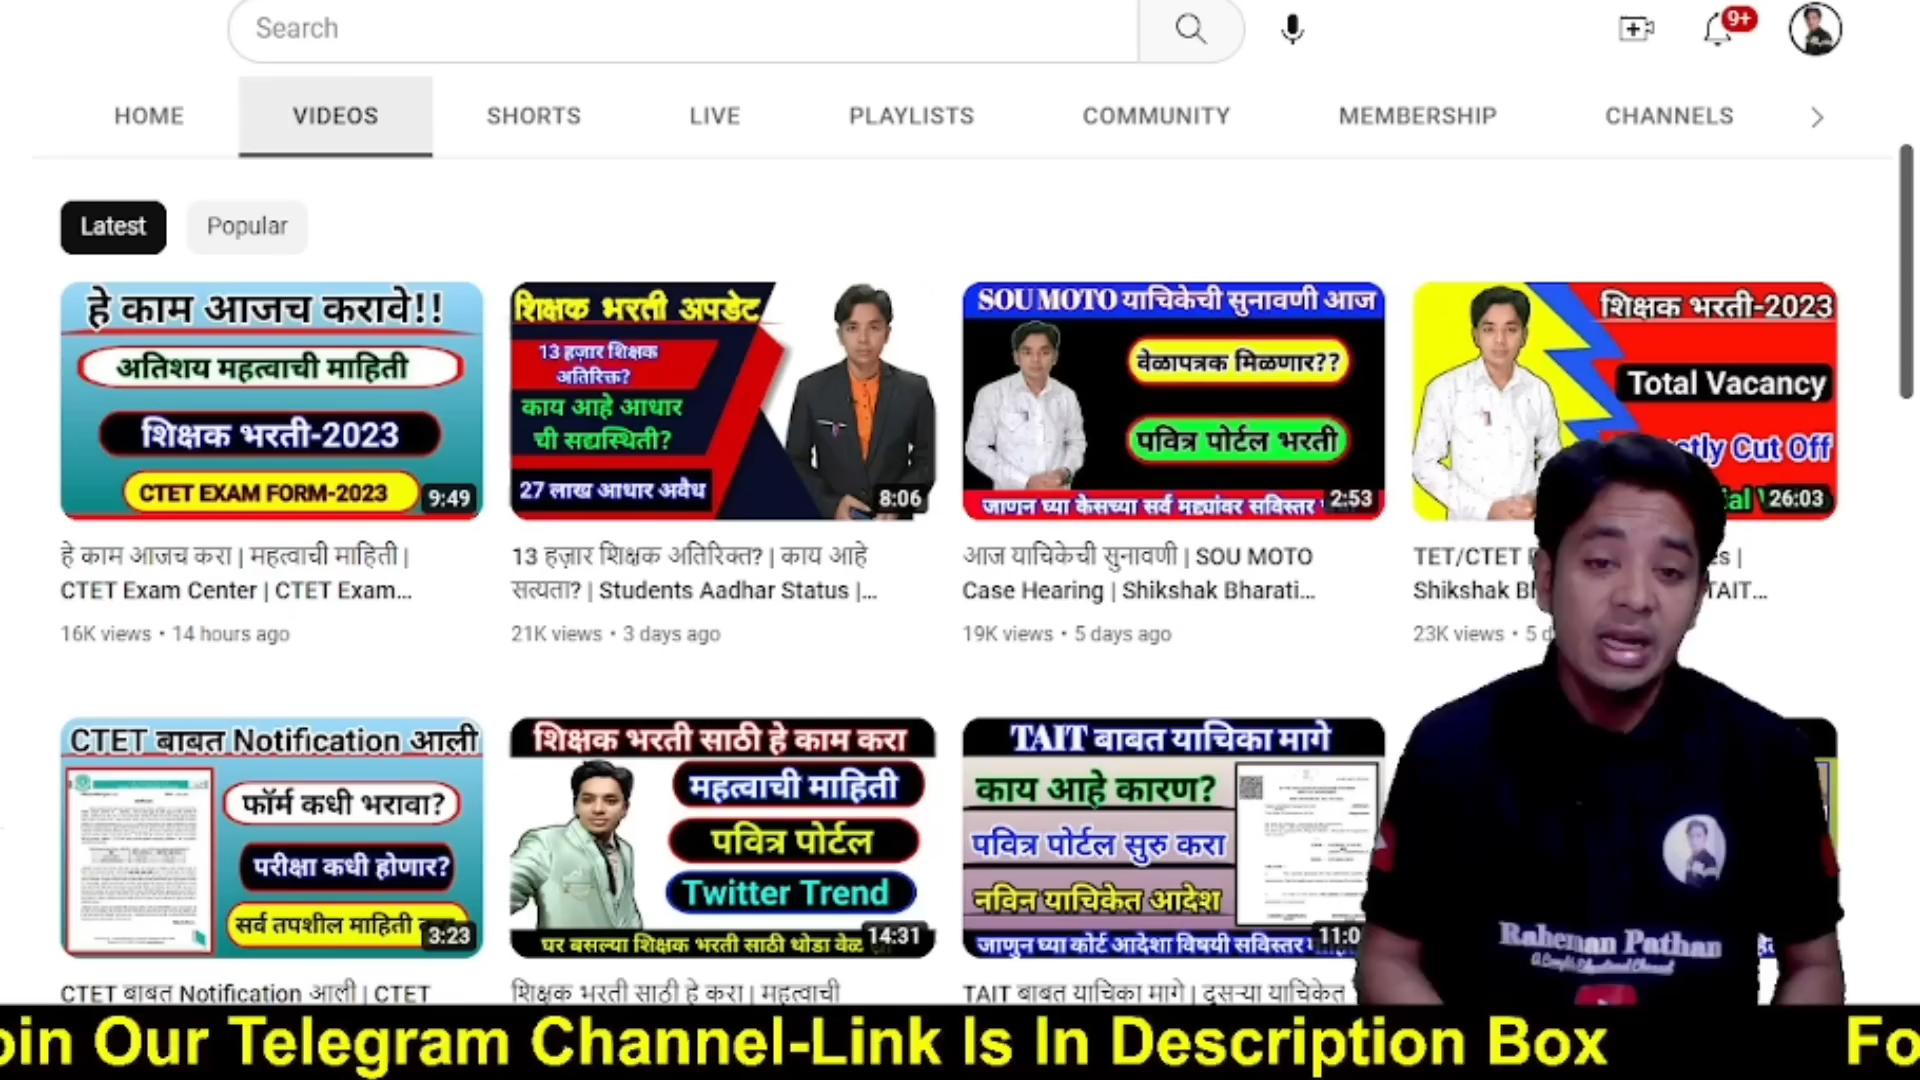 Search
9+
HOME
VIDEOS
SHORTS
LIVE
PLAYLISTS
COMMUNITY
MEMBERSHIP
CHANNELS
Latest
Popular
हे काम आजच करावे!!
अतिशय महत्वाची माहिती
शिक्षक भरती-2023
CTET EXAM FORM-2023
9:49
शिक्षक भरती अपडेट
13 हज़ार शिक्षक
अतिरिक्त?
काय आहे आधार
ची सद्यस्थिती?
27 लाख आधार अवैध
8:06
SOU MOTO याचिकेची सुनावणी आज
वेळापत्रक मिळणार??
पवित्र पोर्टल भरती
जाणून घ्या केसच्या सर्व मद्यांवर सविस्तर
2:53
शिक्षक भरती-2023
Total Vacancy
Cut Off
26:03
हे काम आजच करा | महत्वाची माहिती |
CTET Exam Center | CTET Exam...
16K views • 14 hours ago
13 हज़ार शिक्षक अतिरिक्त? | काय आहे
सत्यता? | Students Aadhar Status |...
21K views • 3 days ago
आज याचिकेची सुनावणी | SOU MOTO
Case Hearing | Shikshak Bharati...
19K views • 5 days ago
TET/CTET
Shikshak TAIT...
23K views • 5
CTET बाबत Notification आली
फॉर्म कधी भरावा?
परीक्षा कधी होणार?
सर्व तपशील माहिती
3:23
शिक्षक भरती साठी हे काम करा
महत्वाची माहिती
पवित्र पोर्टल
Twitter Trend
घर बसल्या शिक्षक भरती साठी थोडा वेळ
14:31
TAIT बाबत याचिका मागे
काय आहे कारण?
पवित्र पोर्टल सुरु करा
नविन याचिकेत आदेश
जाणुन घ्या कोर्ट आदेशा विषयी सविस्तर
CTET बाबत Notification आली | CTET
शिक्षक भरती साठी हे करा | महत्वाची
TAIT बाबत याचिका मागे | दुसऱ्या याचिकेत
Raheman Pathan
oin Our Telegram Channel-Link Is In Description Box Fo